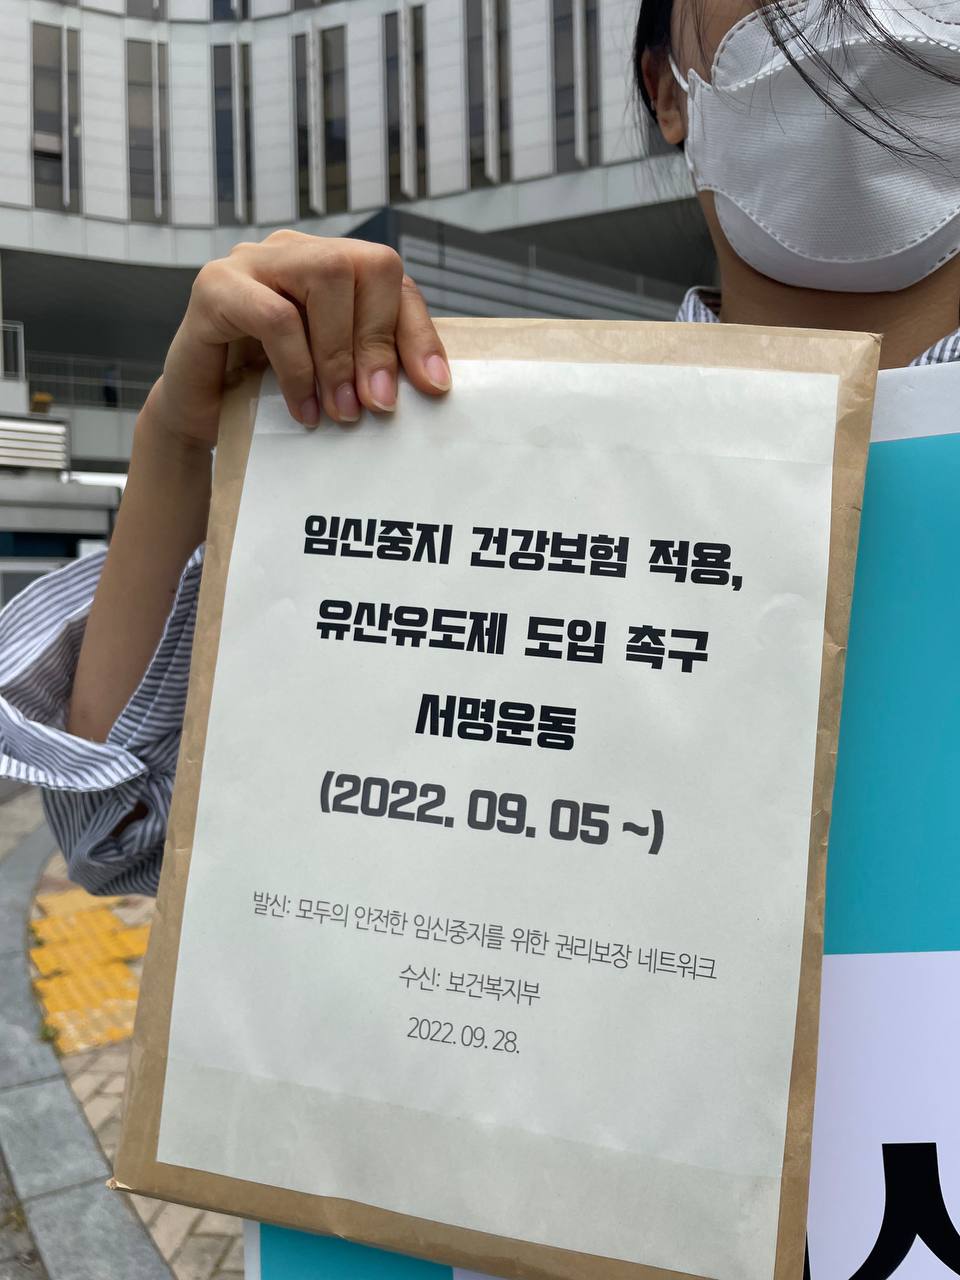 임신중지 건강보험 적용,
유산유도제 도입 촉구
서명운동
(2022. 09. 05 ~)
발신: 모두의 안전한 임신중지를 위한 권리보장 네트워크
수신: 보건복지부
2022. 09. 28.